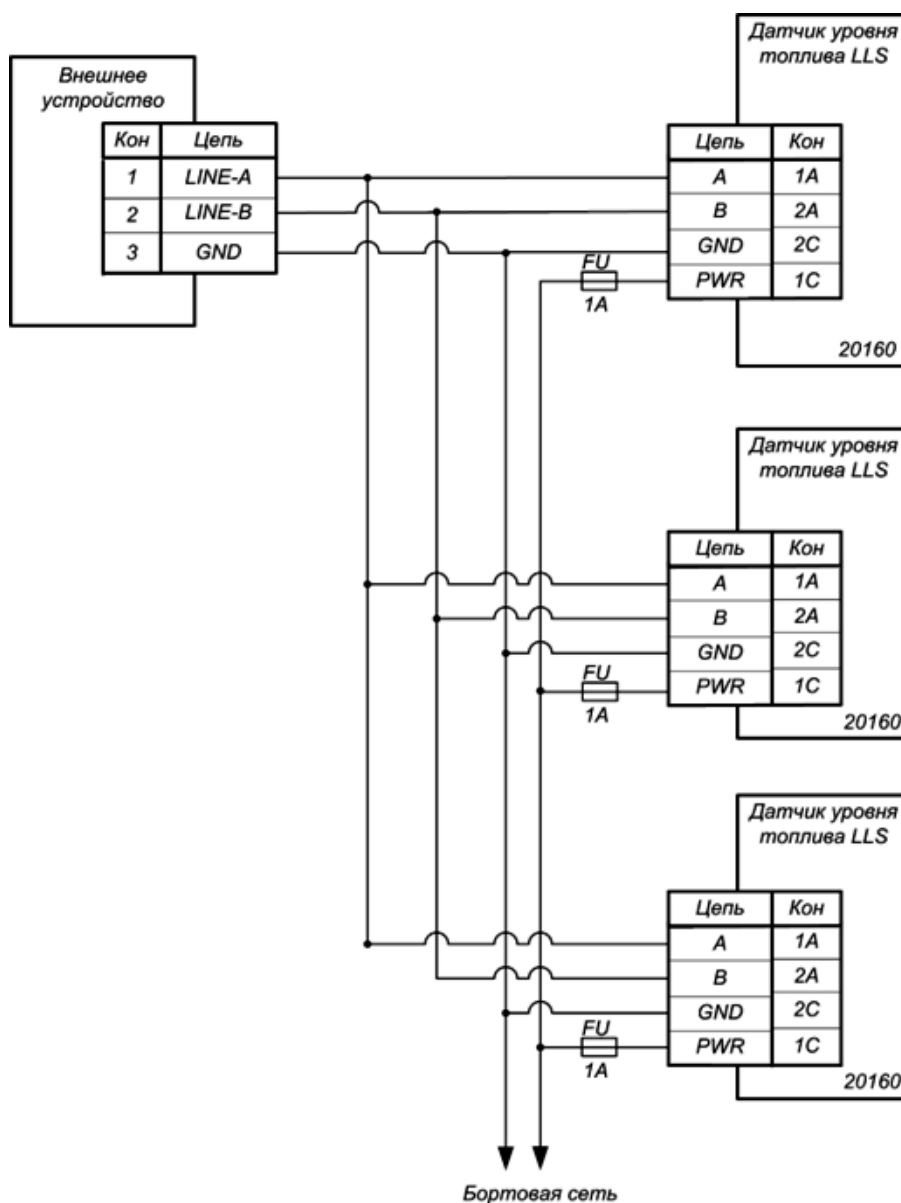 Внешнее
устройство
Кон Цепь
1 LINE-A
2 LINE-B
3 GND
Датчик уровня
топлива LLS
Цепь Кон
A 1A
B 2A
GND 2C
PWR 1C
FU
1A
20160
Датчик уровня
топлива LLS
Цепь Кон
A 1A
B 2A
GND 2C
PWR 1C
FU
1A
20160
Датчик уровня
топлива LLS
Цепь Кон
A 1A
B 2A
GND 2C
PWR 1C
FU
1A
20160
Бортовая сеть